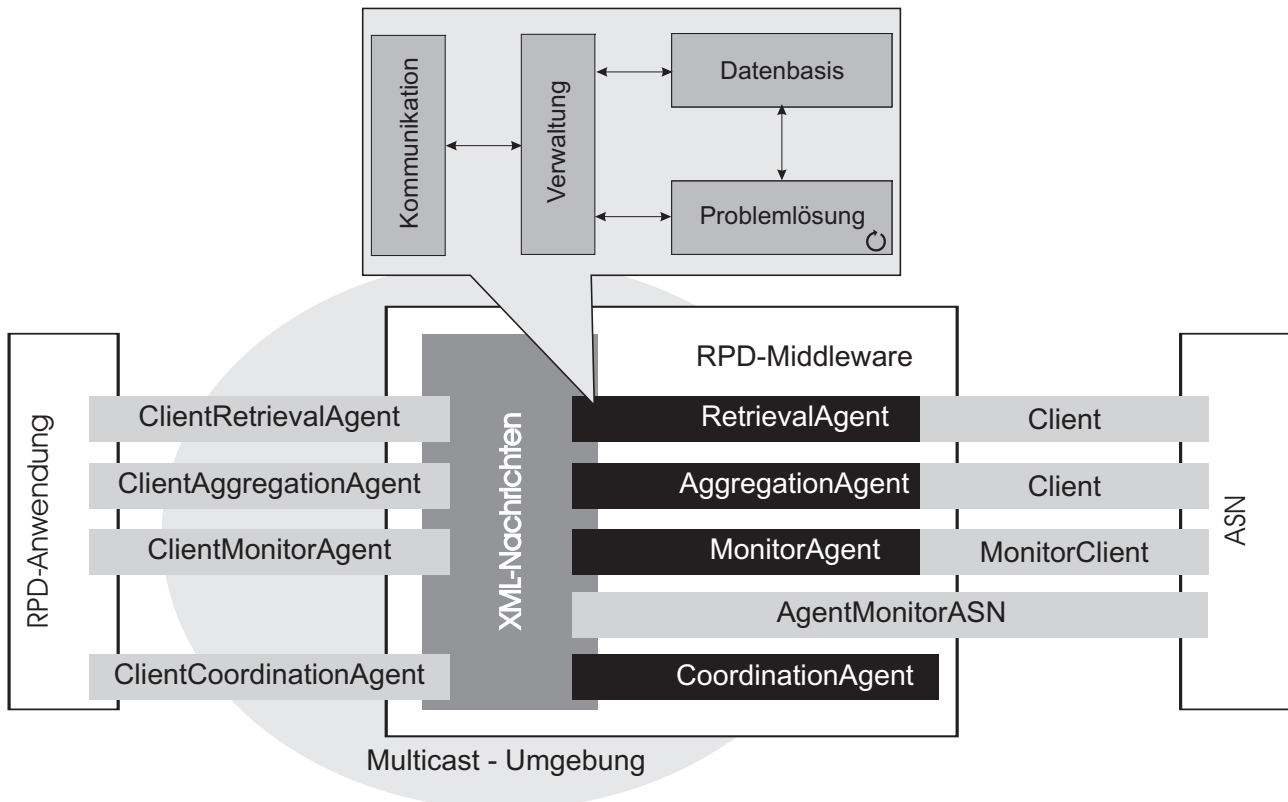 Kommunikation
Verwaltung
Datenbasis
Problemlösung
RPD-Middleware
RPD-Anwendung
XML-Nachrichten
ASN
ClientRetrievalAgent
RetrievalAgent
Client
ClientAggregationAgent
AggregationAgent
Client
ClientMonitorAgent
MonitorAgent
MonitorClient
AgentMonitorASN
ClientCoordinationAgent
CoordinationAgent
Multicast - Umgebung